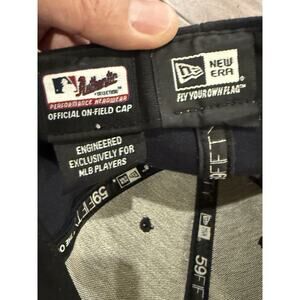 Authentic
COLLECTION
PERFORMANCE HEADWEAR
OFFICIAL ON-FIELD CAP
NEW
ERA
FLY YOUR OWN FLAG™
ENGINEERED
EXCLUSIVELY FOR
MLB PLAYERS
59FIFTY
59FIFTY